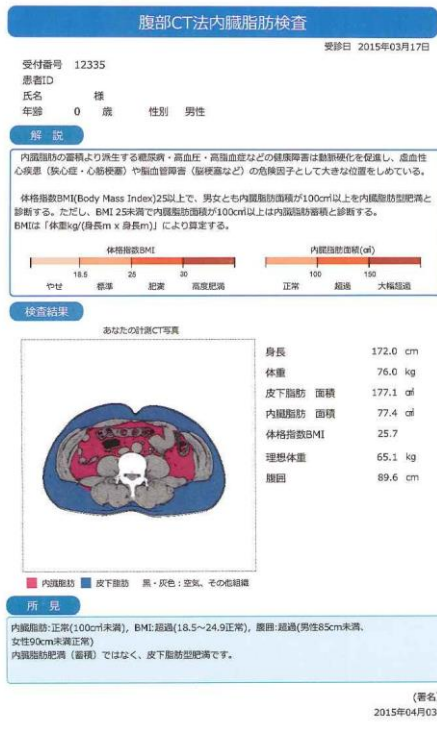 腹部CT法内臓脂肪検査
受診日 2015年03月17日
受付番号 12335
患者ID
氏名 様
年齢 0 歳 性別 男性
解 説
内臓脂肪の蓄積より派生する糖尿病・高血圧・高脂血症などの健康障害は動脈硬化を促進し、虚血性
心疾患（狭心症・心筋梗塞）や脳血管障害（脳梗塞など）の危険因子として大きな位置をしめている。
体格指数BMI(Body Mass Index)25以上で、男女とも内臓脂肪面積が100c㎡以上を内臓脂肪型肥満と
診断する。ただし、BMI 25未満で内臓脂肪面積が100c㎡以上は内臓脂肪蓄積と診断する。
BMIは「体重kg/(身長m x 身長m)」により算定する。
体格指数BMI 内臓脂肪面積(c㎡)
18.5 25 30 100 150
やせ 標準 肥満 高度肥満 正常 超過 大幅超過
検査結果
あなたの計測CT写真
身長 172.0 cm
体重 76.0 kg
皮下脂肪 面積 177.1 c㎡
内臓脂肪 面積 77.4 c㎡
体格指数BMI 25.7
理想体重 65.1 kg
腹囲 89.6 cm
内臓脂肪 皮下脂肪 黒・灰色：空気、その他組織
所 見
内臓脂肪:正常(100c㎡未満), BMI:超過(18.5～24.9正常), 腹囲:超過(男性85cm未満、
女性90cm未満正常)
内臓脂肪肥満（蓄積）ではなく、皮下脂肪型肥満です。
(署名
2015年04月03